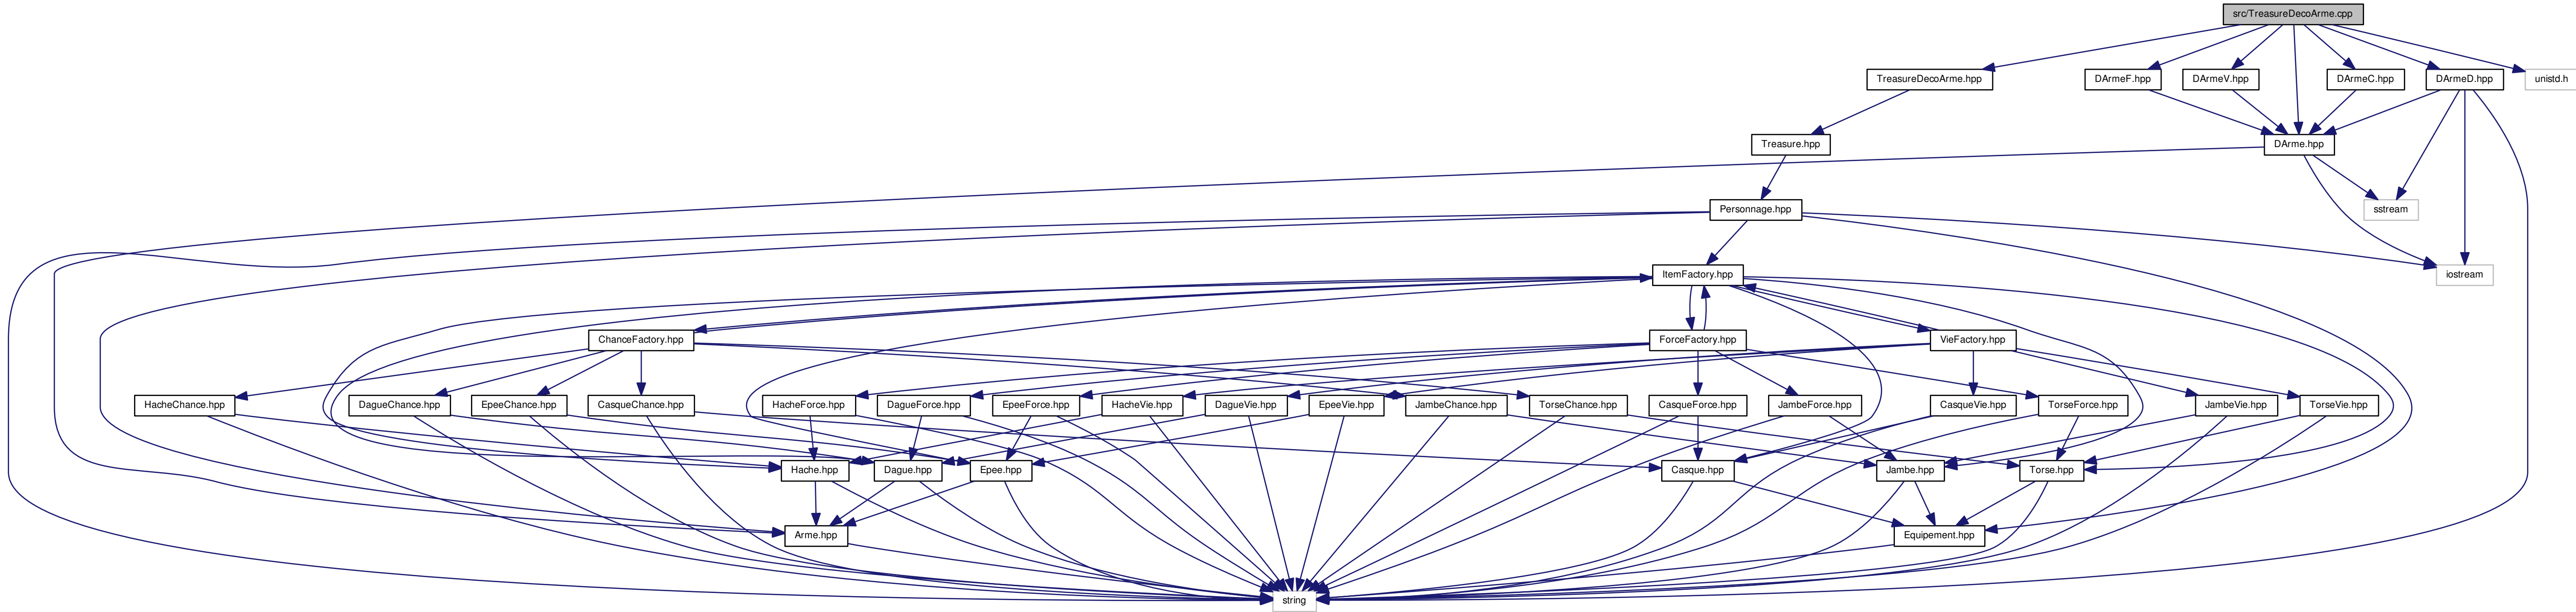 src/TreasureDecoArme.cpp
TreasureDecoArme.hpp
DArmeF.hpp
DArmeV.hpp
DArmeC.hpp
DArmeD.hpp
unistd.h
Treasure.hpp
DArme.hpp
Personnage.hpp
sstream
ItemFactory.hpp
iostream
ChanceFactory.hpp
ForceFactory.hpp
VieFactory.hpp
HacheChance.hpp
DagueChance.hpp
EpeeChance.hpp
CasqueChance.hpp
HacheForce.hpp
DagueForce.hpp
EpeeForce.hpp
HacheVie.hpp
DagueVie.hpp
EpeeVie.hpp
JambeChance.hpp
TorseChance.hpp
CasqueForce.hpp
JambeForce.hpp
CasqueVie.hpp
TorseForce.hpp
JambeVie.hpp
TorseVie.hpp
Hache.hpp
Dague.hpp
Epee.hpp
Casque.hpp
Jambe.hpp
Torse.hpp
Arme.hpp
Equipement.hpp
string